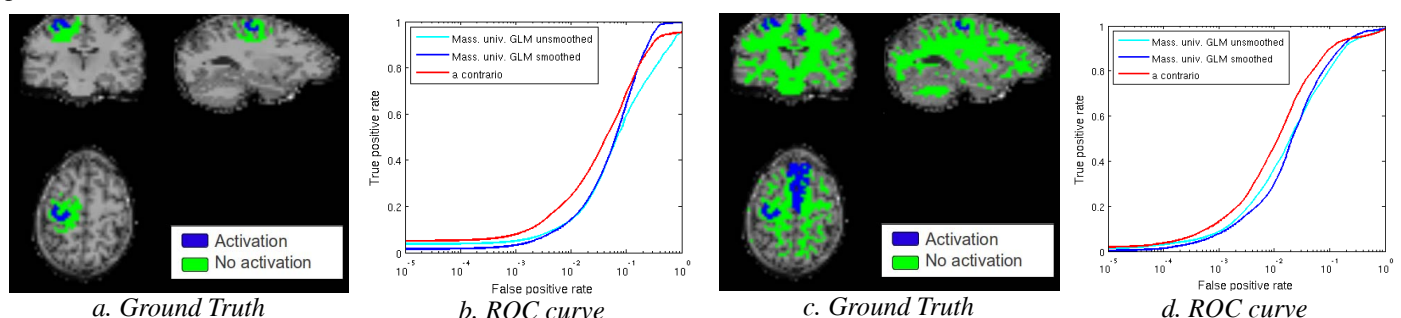 Activation
No activation
a. Ground Truth
Mass. univ. GLM unsmoothed
Mass. univ. GLM smoothed
a contrario
True positive rate
1
0.8
0.6
0.4
0.2
0
10^-5
10^-4
10^-3
10^-2
10^-1
10^0
False positive rate
b. ROC curve
Activation
No activation
c. Ground Truth
Mass. univ. GLM unsmoothed
Mass. univ. GLM smoothed
a contrario
True positive rate
1
0.8
0.6
0.4
0.2
0
10^-5
10^-4
10^-3
10^-2
10^-1
10^0
False positive rate
d. ROC curve